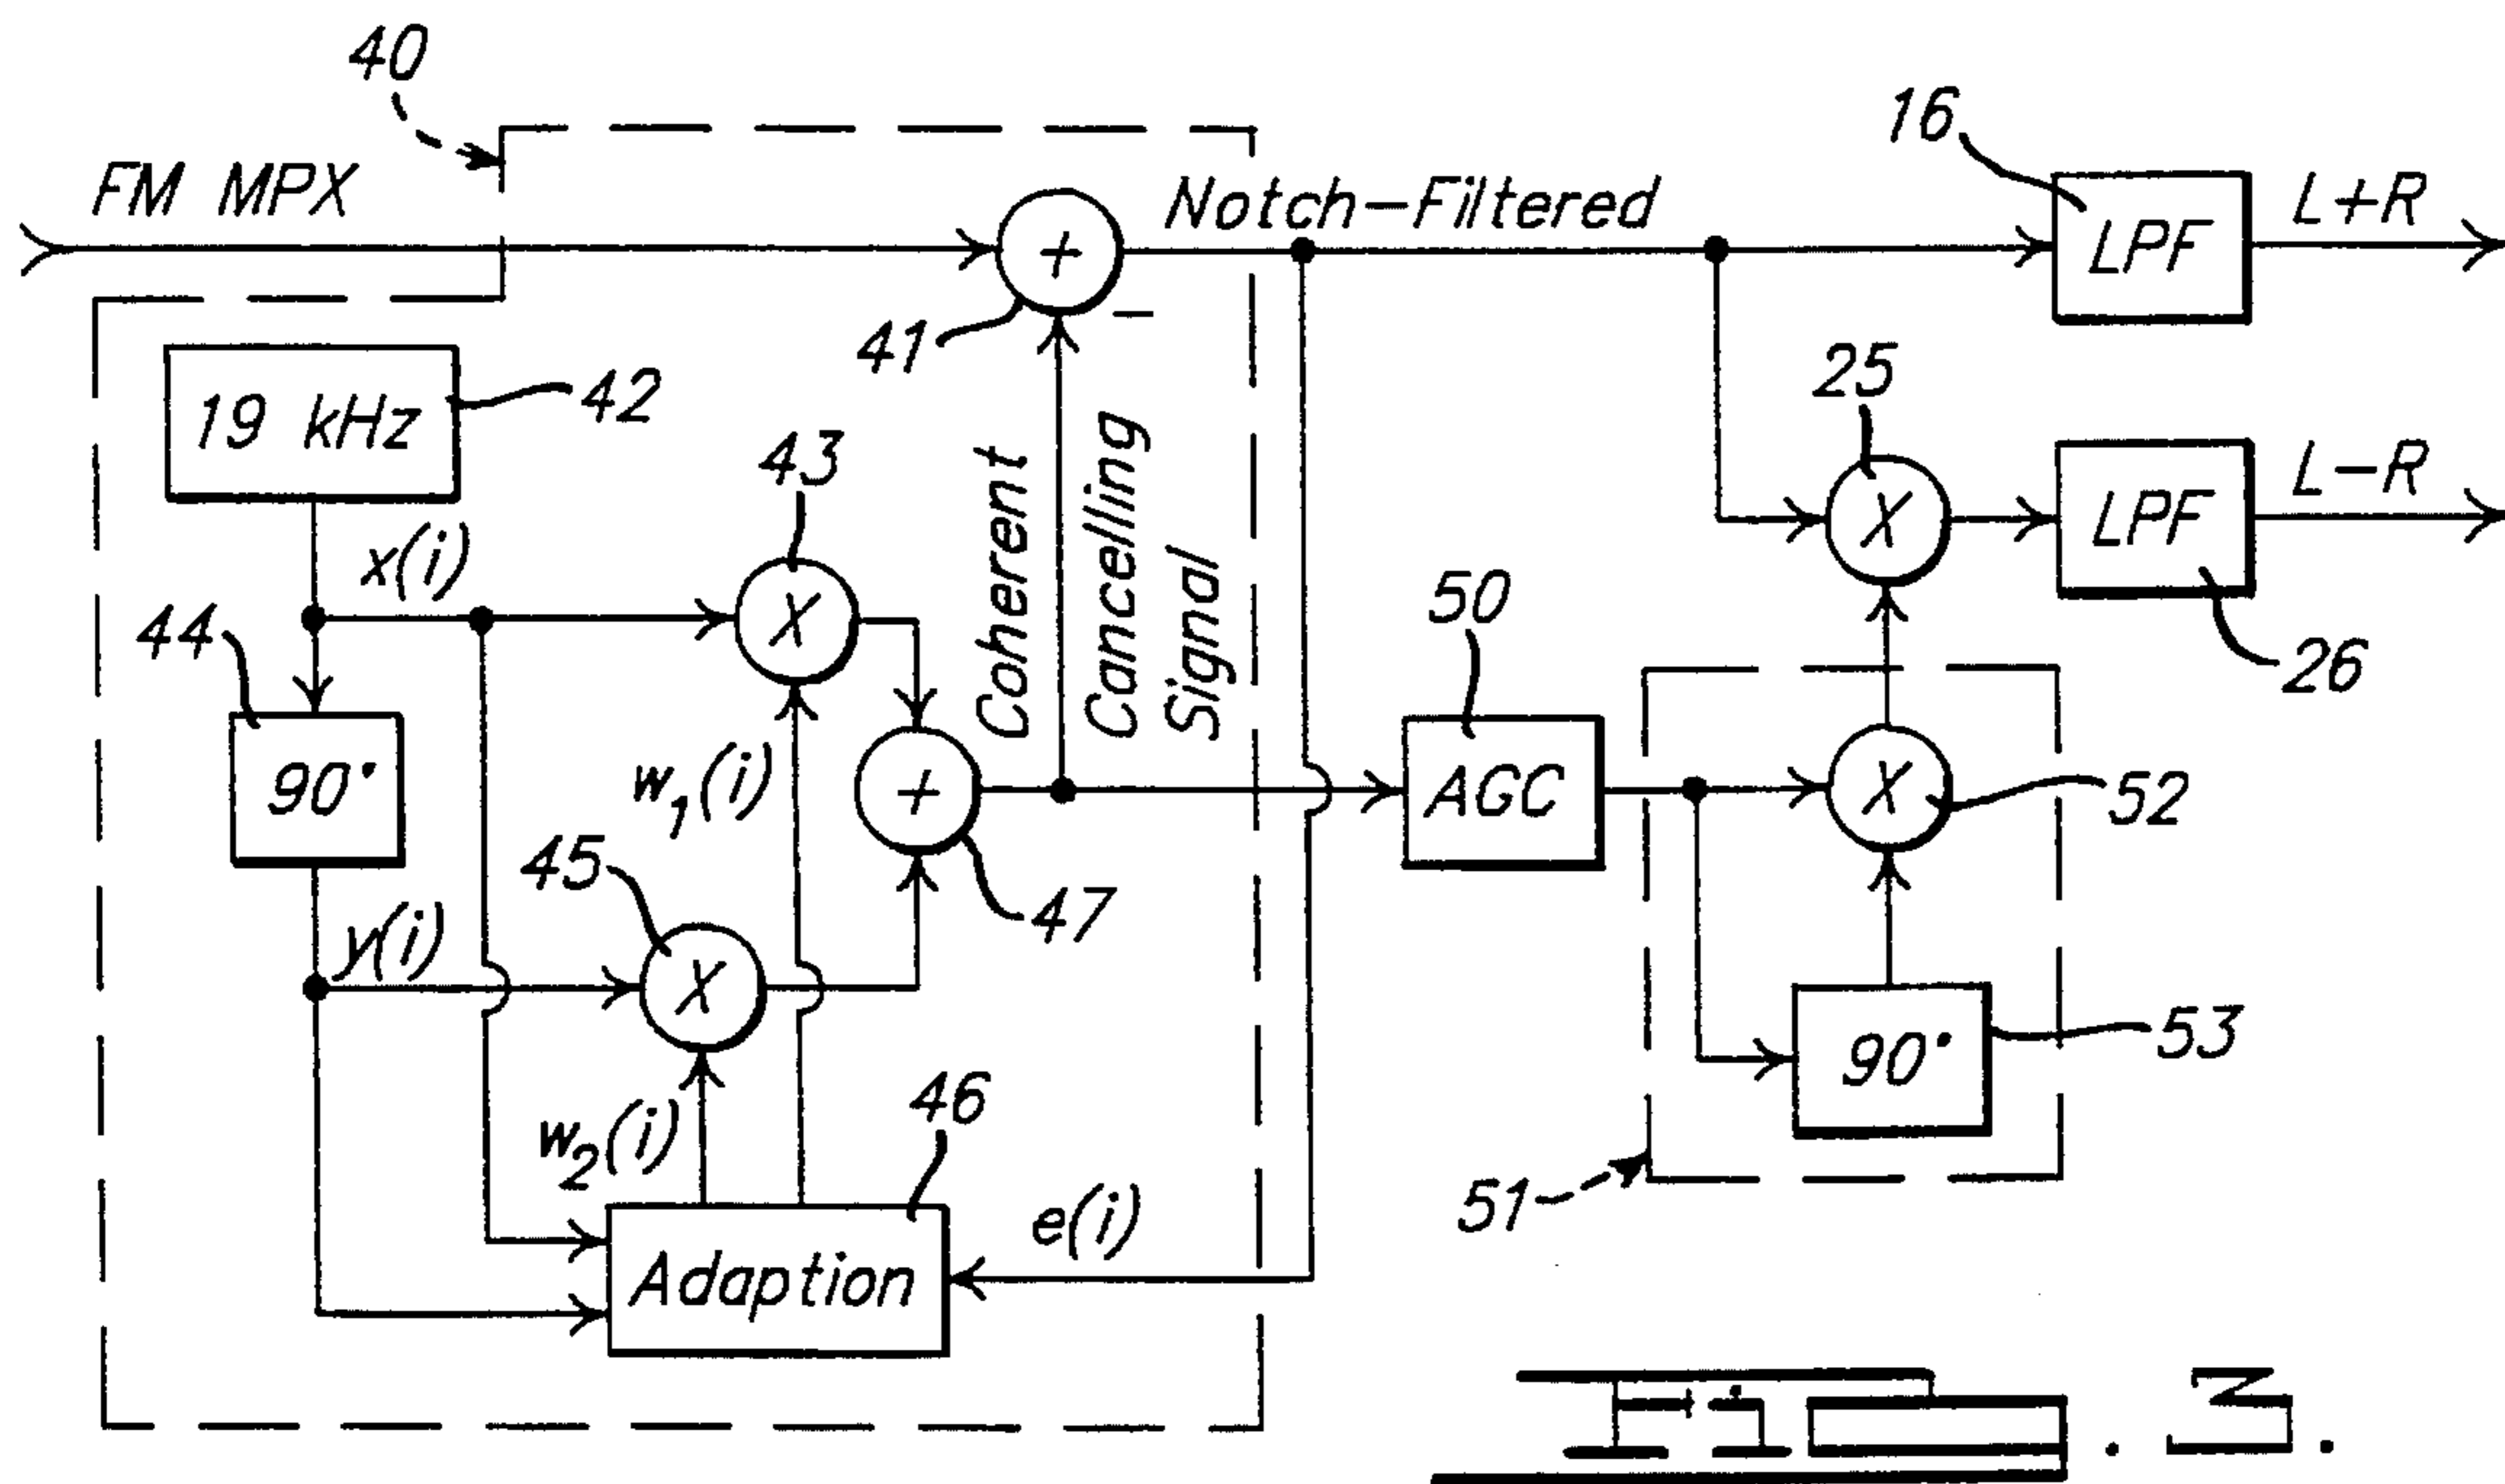 40
FM MPX
Notch-Filtered
16
LPF
L+R
+
–
41
19 kHz
42
43
Coherent
Cancelling
Signal
25
X
LPF
L-R
26
x(i)
X
44
90°
w1(i)
+
47
50
AGC
X
52
45
y(i)
X
90°
53
51
w2(i)
46
Adaption
e(i)
Fig. 3.